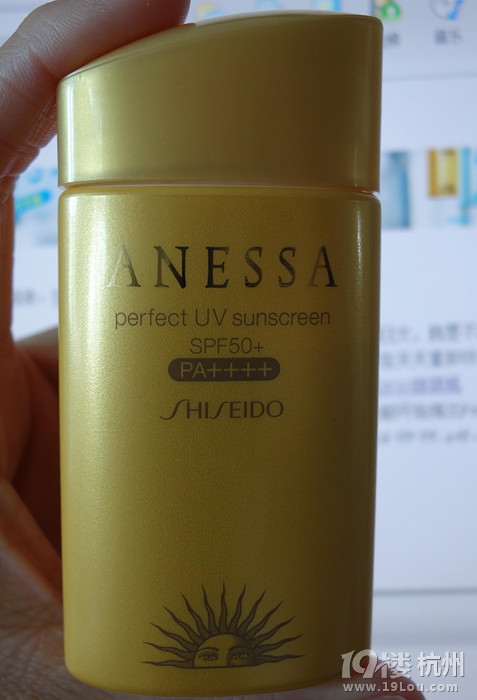 ANESSA
perfect UV sunscreen
SPF50+
PA++++
SHISEIDO
19楼杭州
www.19Lou.com